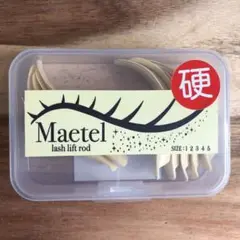 硬
Maetel
lash lift rod
SIZE:1 2 3 4 5